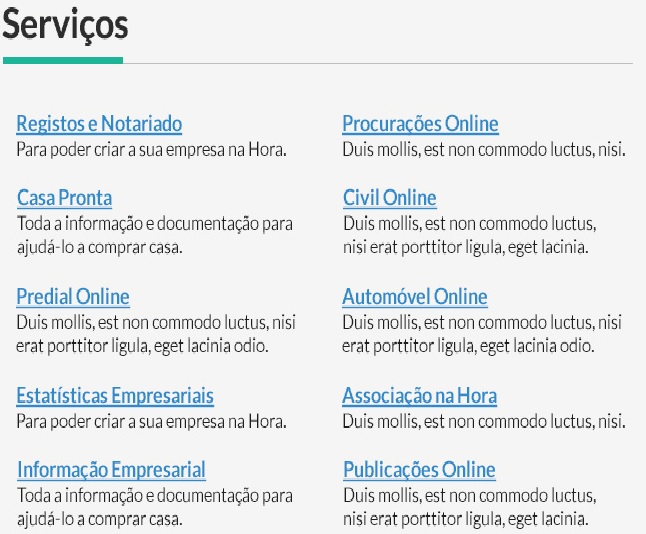 Serviços
Registos e Notariado
Para poder criar a sua empresa na Hora.
Casa Pronta
Toda a informação e documentação para
ajudá-lo a comprar casa.
Predial Online
Duis mollis, est non commodo luctus, nisi
erat porttitor ligula, eget lacinia odio.
Estatísticas Empresariais
Para poder criar a sua empresa na Hora.
Informação Empresarial
Toda a informação e documentação para
ajudá-lo a comprar casa.
Procurações Online
Duis mollis, est non commodo luctus, nisi.
Civil Online
Duis mollis, est non commodo luctus,
nisi erat porttitor ligula, eget lacinia.
Automóvel Online
Duis mollis, est non commodo luctus, nisi
erat porttitor ligula, eget lacinia odio.
Associação na Hora
Duis mollis, est non commodo luctus, nisi.
Publicações Online
Duis mollis, est non commodo luctus,
nisi erat porttitor ligula, eget lacinia.